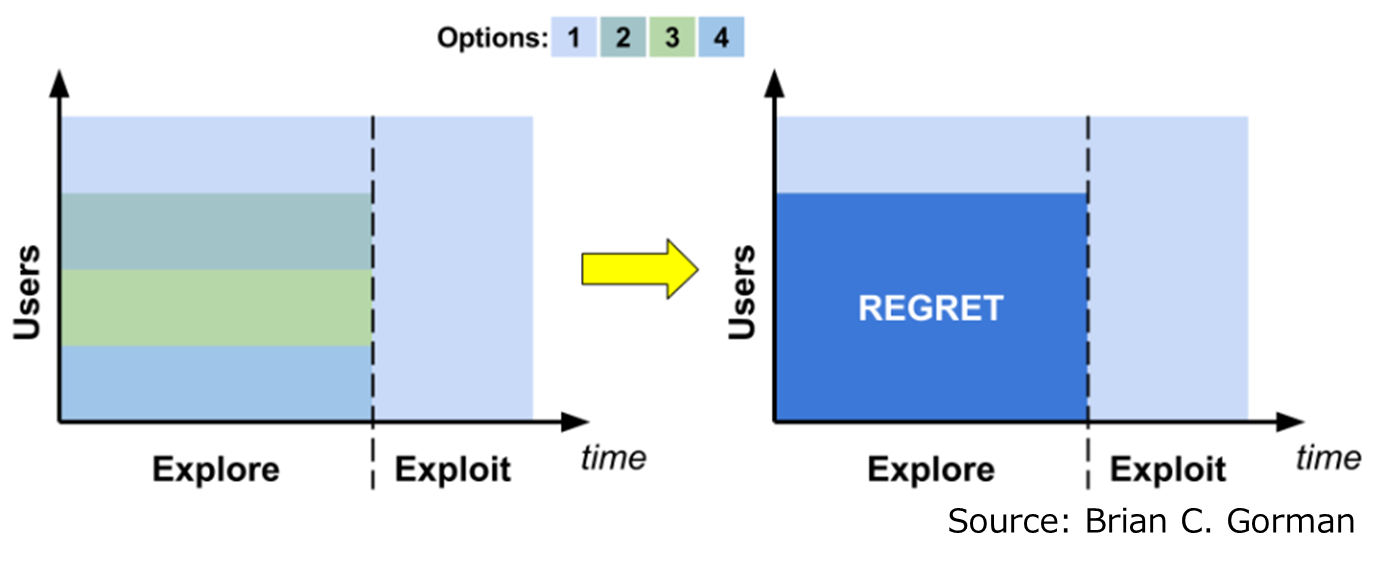 Options: 1 2 3 4
Users
Explore
Exploit
time
Users
REGRET
Explore
Exploit
time
Source: Brian C. Gorman